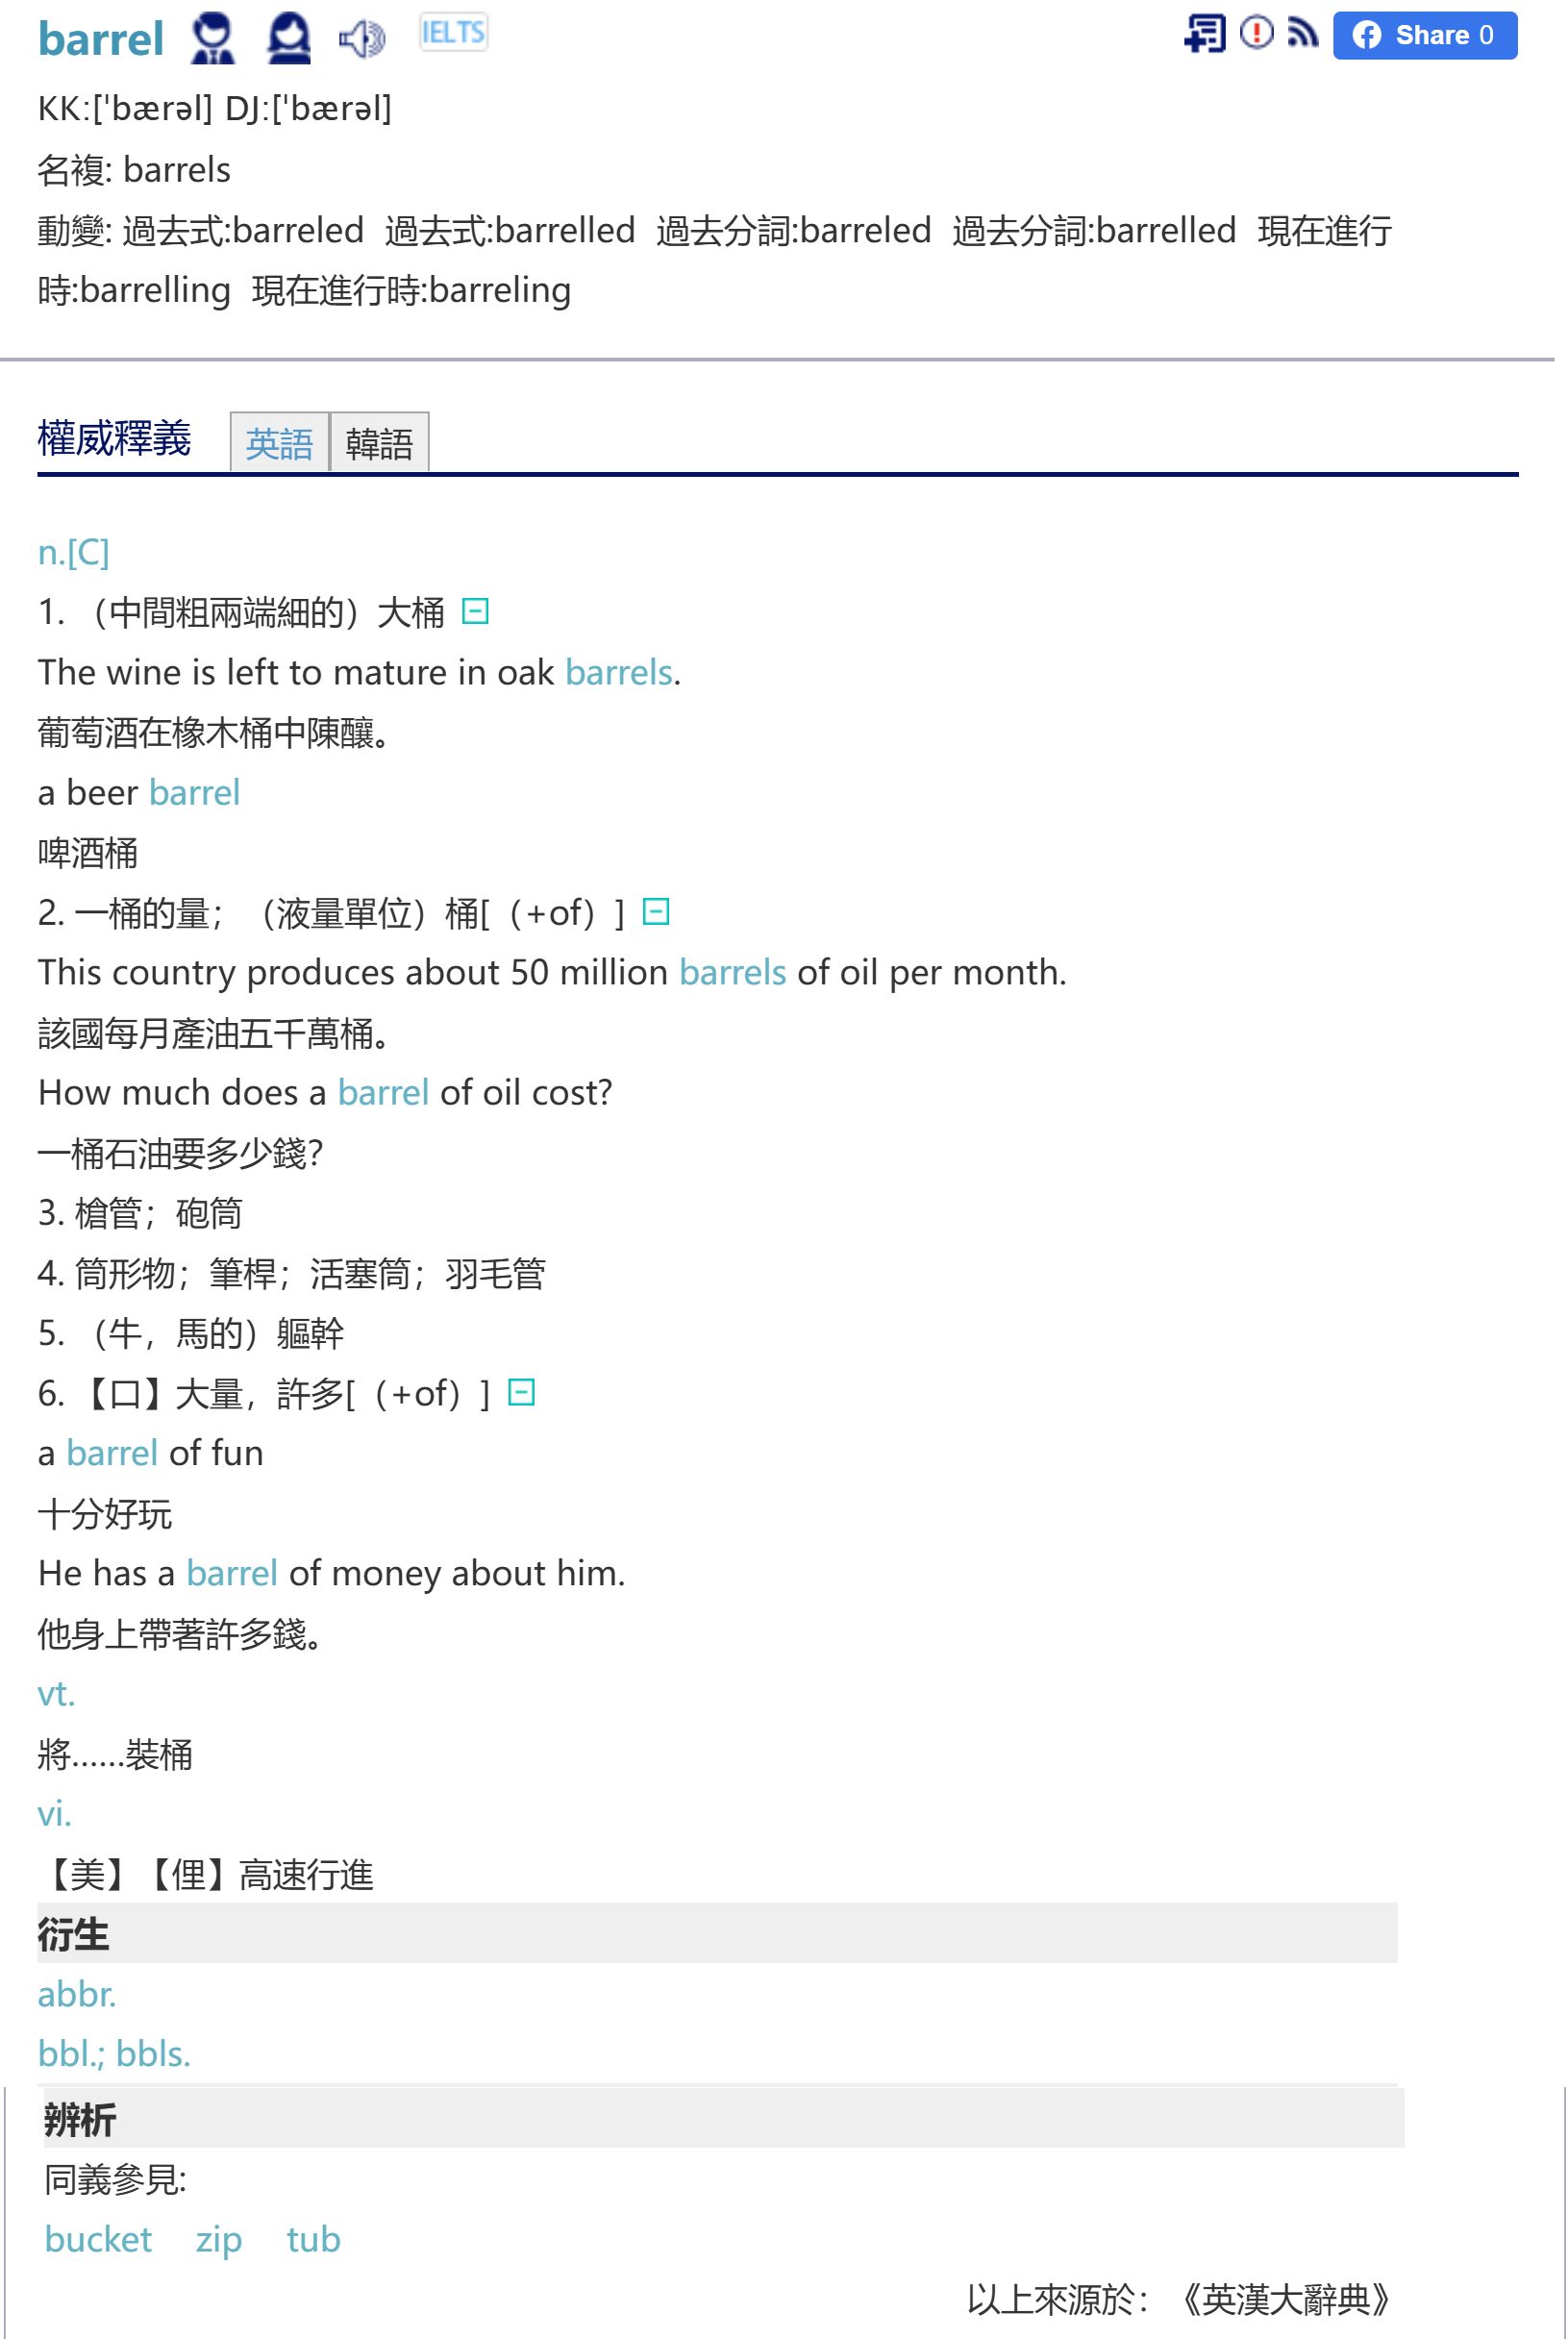 barrel IELTS Share 0
KK:[ˈbærəl] DJ:[ˈbærəl]
名複: barrels
動變: 過去式:barreled 過去式:barrelled 過去分詞:barreled 過去分詞:barrelled 現在進行
時:barrelling 現在進行時:barreling
權威釋義 英語 韓語
n.[C]
1. （中間粗兩端細的）大桶
The wine is left to mature in oak barrels.
葡萄酒在橡木桶中陳釀。
a beer barrel
啤酒桶
2. 一桶的量；（液量單位）桶[（+of）]
This country produces about 50 million barrels of oil per month.
該國每月產油五千萬桶。
How much does a barrel of oil cost?
一桶石油要多少錢?
3. 槍管；砲筒
4. 筒形物；筆桿；活塞筒；羽毛管
5. （牛，馬的）軀幹
6. 【口】大量，許多[（+of）]
a barrel of fun
十分好玩
He has a barrel of money about him.
他身上帶著許多錢。
vt.
將……裝桶
vi.
【美】【俚】高速行進
衍生
abbr.
bbl.; bbls.
辨析
同義參見:
bucket zip tub
以上來源於：《英漢大辭典》